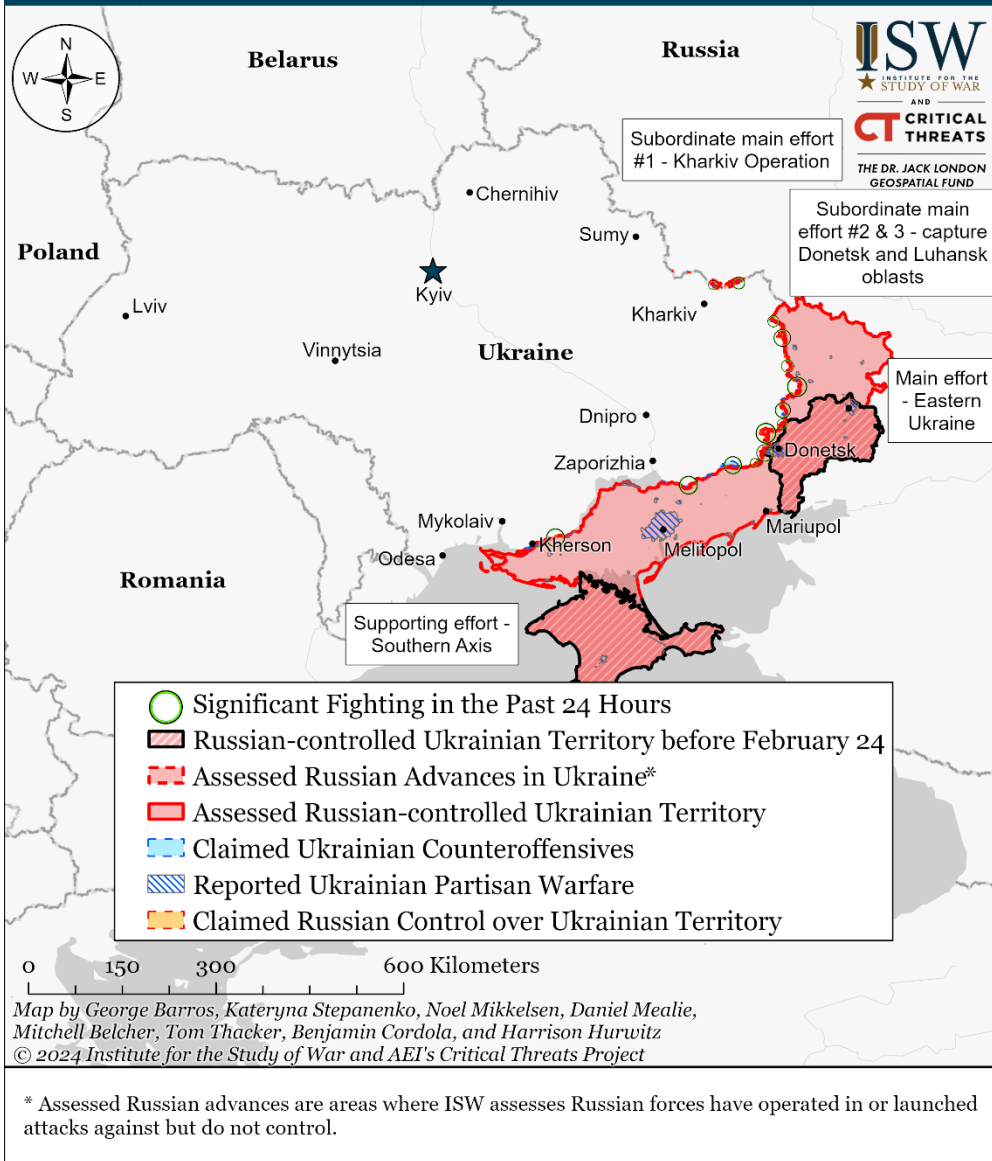 N
W
E
S
Belarus
Russia
ISW
INSTITUTE FOR THE
STUDY OF WAR
AND
CT CRITICAL
THREATS
THE DR. JACK LONDON
GEOSPATIAL FUND
Subordinate main effort
#1 - Kharkiv Operation
Subordinate main
effort #2 & 3 - capture
Donetsk and Luhansk
oblasts
Chernihiv
Sumy
Poland
Kyiv
Lviv
Kharkiv
Vinnytsia
Ukraine
Main effort
- Eastern
Ukraine
Dnipro
Donetsk
Zaporizhia
Mykolaiv
Mariupol
Kherson
Melitopol
Odesa
Romania
Supporting effort -
Southern Axis
Significant Fighting in the Past 24 Hours
Russian-controlled Ukrainian Territory before February 24
Assessed Russian Advances in Ukraine*
Assessed Russian-controlled Ukrainian Territory
Claimed Ukrainian Counteroffensives
Reported Ukrainian Partisan Warfare
Claimed Russian Control over Ukrainian Territory
0 150 300 600 Kilometers
Map by George Barros, Kateryna Stepanenko, Noel Mikkelsen, Daniel Mealie,
Mitchell Belcher, Tom Thacker, Benjamin Cordola, and Harrison Hurwitz
© 2024 Institute for the Study of War and AEI's Critical Threats Project
* Assessed Russian advances are areas where ISW assesses Russian forces have operated in or launched
attacks against but do not control.